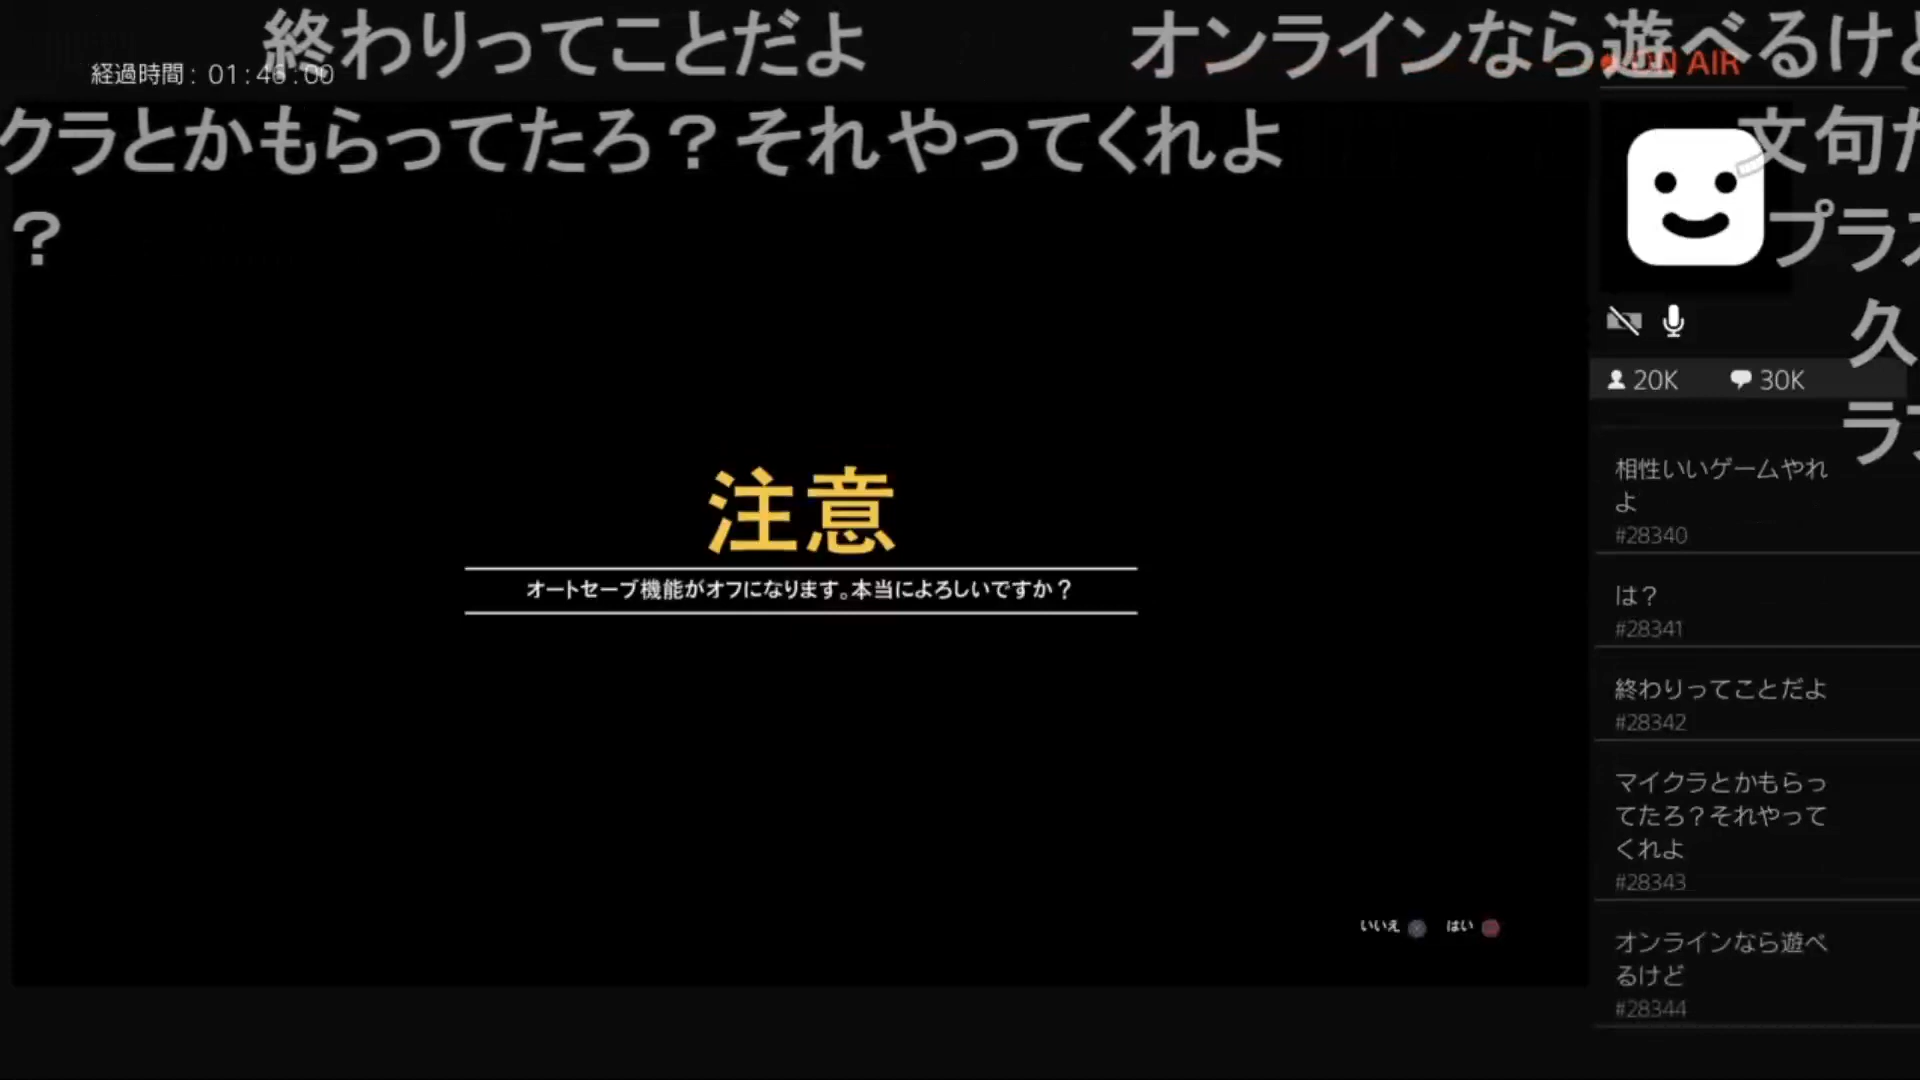 終わりってことだよ
オンラインなら遊べるけど
経過時間: 01:46:00
ON AIR
クラとかもらってたろ？それやってくれよ
文句
？
プラ
久
ラ
20K
30K
注意
オートセーブ機能がオフになります。本当によろしいですか？
いいえ はい
相性いいゲームやれ
よ
#28340
は？
#28341
終わりってことだよ
#28342
マイクラとかもらっ
てたろ？それやって
くれよ
#28343
オンラインなら遊べ
るけど
#28344